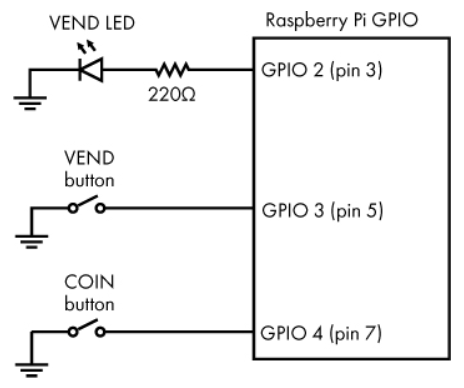 VEND LED
Raspberry Pi GPIO
GPIO 2 (pin 3)
220Ω
VEND
button
GPIO 3 (pin 5)
COIN
button
GPIO 4 (pin 7)